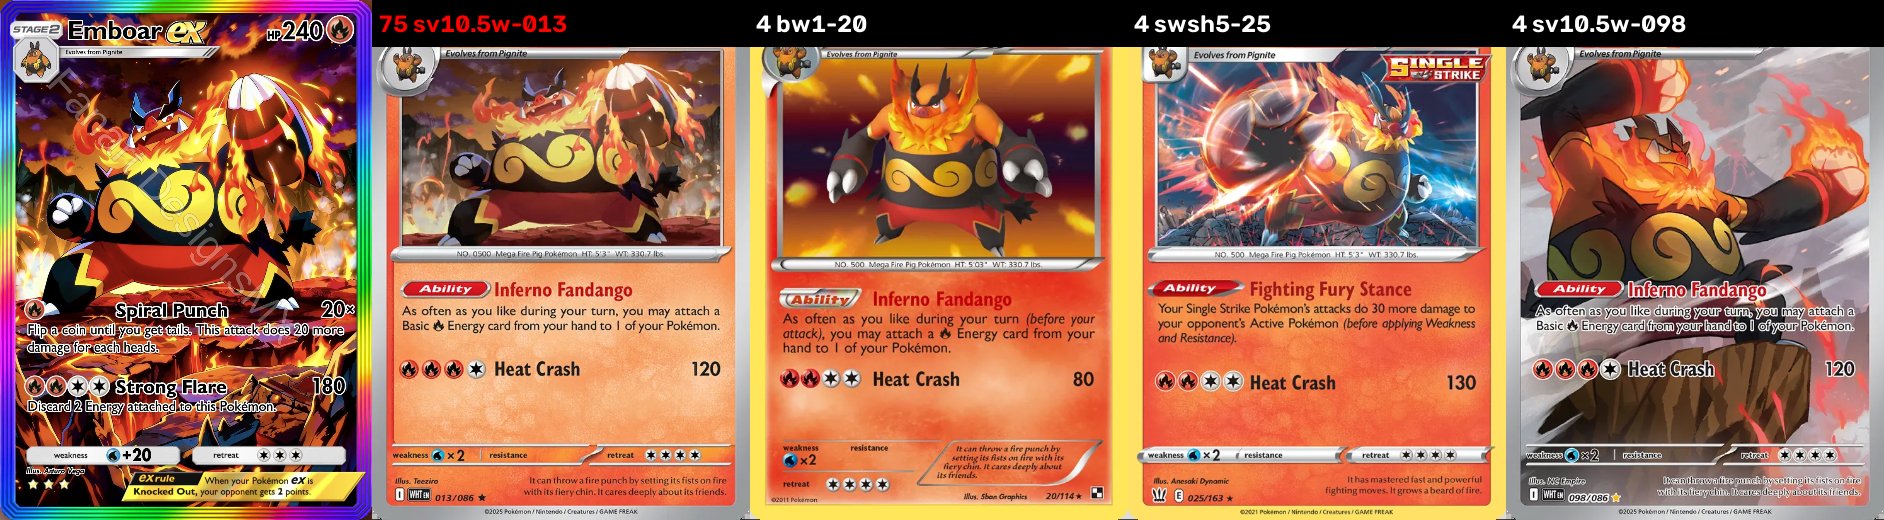 STAGE2 Emboar ex HP240
Evolves from Pignite
FanArtDesigns
Spiral Punch 20×
Flip a coin until you get tails. This attack does 20 more
damage for each heads.
Strong Flare 180
Discard 2 Energy attached to this Pokémon.
weakness +20 retreat
Illus. Arturo Vega
ex rule When your Pokémon ex is
Knocked Out, your opponent gets 2 points.
75 sv10.5w-013
Evolves from Pignite
NO. 0500 Mega Fire Pig Pokémon HT: 5'3" WT: 330.7 lbs.
Ability Inferno Fandango
As often as you like during your turn, you may attach a
Basic Energy card from your hand to 1 of your Pokémon.
Heat Crash 120
weakness ×2 resistance retreat
Illus. Teeziro
I WHT EN 013/086 ★
It can throw a fire punch by setting its fists on fire
with its fiery chin. It cares deeply about its friends.
©2025 Pokémon / Nintendo / Creatures / GAME FREAK
4 bw1-20
Evolves from Pignite
NO. 500 Mega Fire Pig Pokémon HT: 5'03" WT: 330.7 lbs.
Ability Inferno Fandango
As often as you like during your turn (before your
attack), you may attach a Energy card from your
hand to 1 of your Pokémon.
Heat Crash 80
weakness resistance
×2
retreat
It can throw a fire punch by
setting its fists on fire with its
fiery chin. It cares deeply about
its friends.
©2011 Pokémon
Illus. 5ban Graphics 20/114 ★
4 swsh5-25
Evolves from Pignite
SINGLE
STRIKE
NO. 500 Mega Fire Pig Pokémon HT: 5'3" WT: 330.7 lbs.
Ability Fighting Fury Stance
Your Single Strike Pokémon's attacks do 30 more damage to
your opponent's Active Pokémon (before applying Weakness
and Resistance).
Heat Crash 130
weakness ×2 resistance retreat
Illus. Anesaki Dynamic
E 025/163 ★
It has mastered fast and powerful
fighting moves. It grows a beard of fire.
©2021 Pokémon / Nintendo / Creatures / GAME FREAK
4 sv10.5w-098
Evolves from Pignite
Ability Inferno Fandango
As often as you like during your turn, you may attach a
Basic Energy card from your hand to 1 of your Pokémon.
Heat Crash 120
weakness ×2 resistance retreat
Illus. NC Empire
I WHT EN 098/086 ★
It can throw a fire punch by setting its fists on fire
with its fiery chin. It cares deeply about its friends.
©2025 Pokémon / Nintendo / Creatures / GAME FREAK